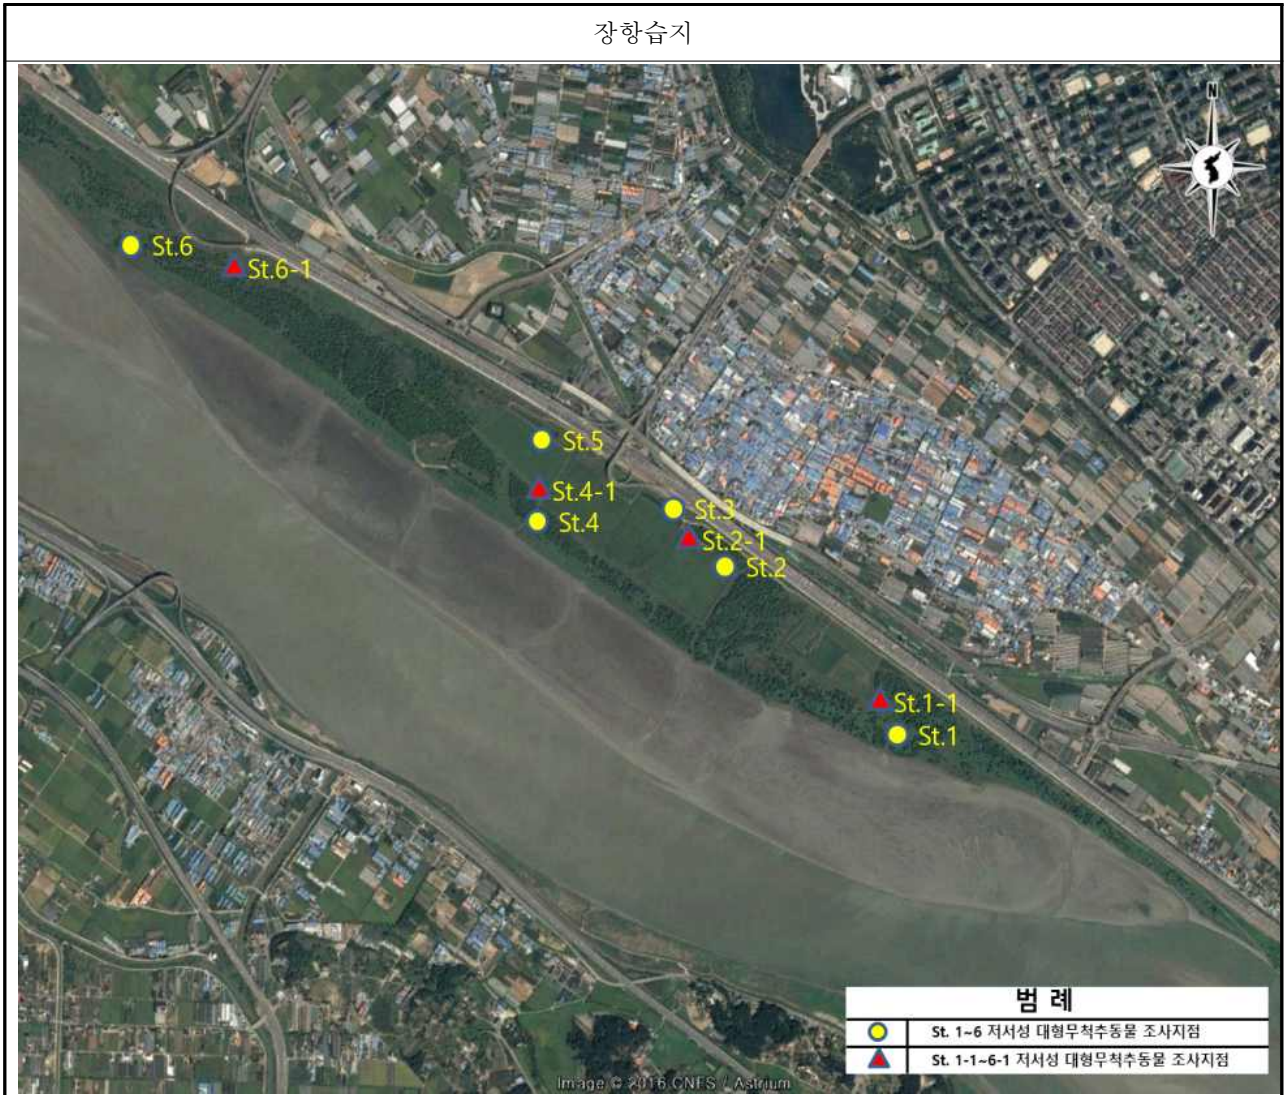 장항습지
N
St.6
St.6-1
St.5
St.4-1
St.4
St.3
St.2-1
St.2
St.1-1
St.1
범 례
St. 1~6 저서성 대형무척추동물 조사지점
St. 1-1~6-1 저서성 대형무척추동물 조사지점
Image © 2016 CNES / Astrium